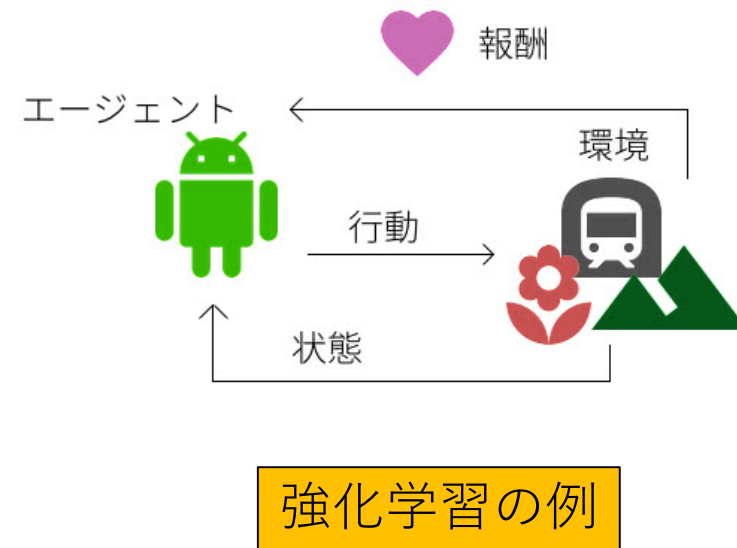 報酬
エージェント
環境
行動
状態
強化学習の例